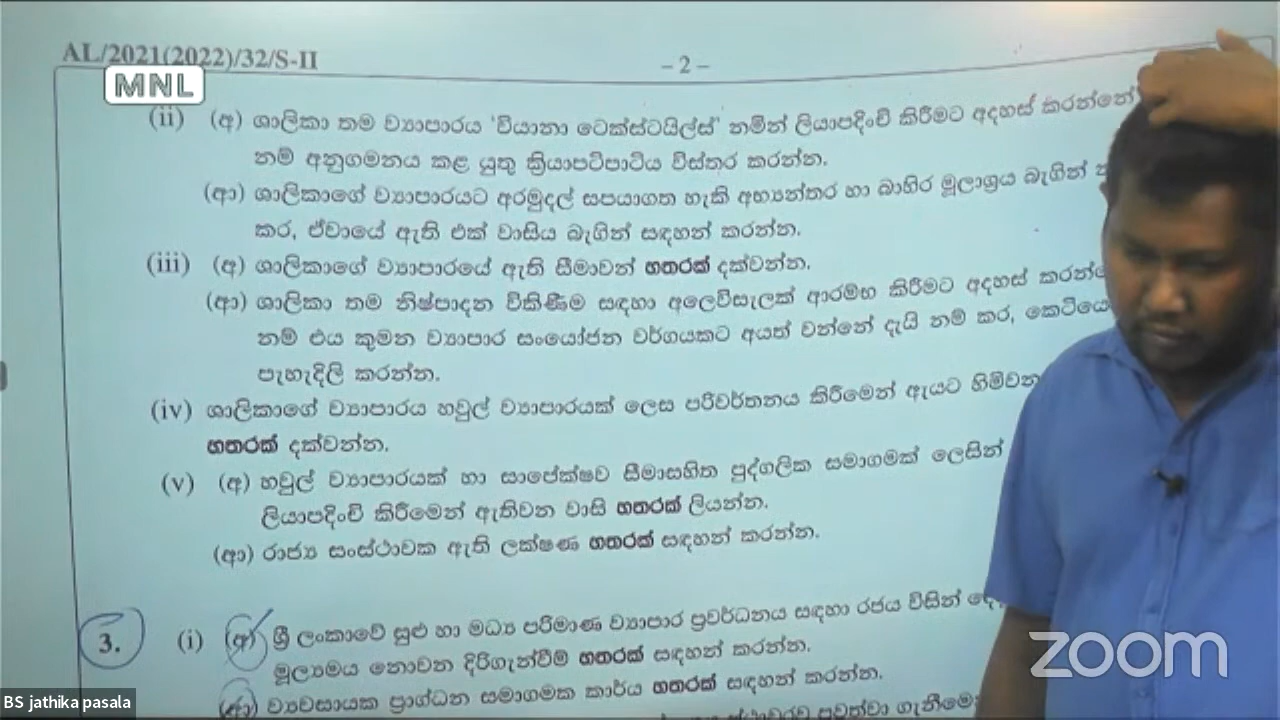 AL/2021(2022)/32/S-II
– 2 –
MNL
(ii) (අ) ශාලිකා තම ව්‍යාපාරය 'වියානා ටෙක්ස්ටයිල්ස්' නමින් ලියාපදිංචි කිරීමට අදහස් කරන්නේ
නම් අනුගමනය කළ යුතු ක්‍රියාපටිපාටිය විස්තර කරන්න.
(ආ) ශාලිකාගේ ව්‍යාපාරයට අරමුදල් සපයාගත හැකි අභ්‍යන්තර හා බාහිර මූලාශ්‍ර බැගින්
කර, ඒවායේ ඇති එක් වාසිය බැගින් සඳහන් කරන්න.
(iii) (අ) ශාලිකාගේ ව්‍යාපාරයේ ඇති සීමාවන් හතරක් දක්වන්න.
(ආ) ශාලිකා තම නිෂ්පාදන විකිණීම සඳහා අලෙවිසැලක් ආරම්භ කිරීමට අදහස්
නම් එය කුමන ව්‍යාපාර සංයෝජන වර්ගයකට අයත් වන්නේ දැයි නම් කර,
පැහැදිලි කරන්න.
(iv) ශාලිකාගේ ව්‍යාපාරය හවුල් ව්‍යාපාරයක් ලෙස පරිවර්තනය කිරීමෙන් ඇයට හිමිවන
හතරක් දක්වන්න.
(v) (අ) හවුල් ව්‍යාපාරයක් හා සාපේක්ෂව සීමාසහිත පුද්ගලික සමාගමක් ලෙසින්
ලියාපදිංචි කිරීමෙන් ඇතිවන වාසි හතරක් ලියන්න.
(ආ) රාජ්‍ය සංස්ථාවක ඇති ලක්ෂණ හතරක් සඳහන් කරන්න.
3. (i) (අ) ශ්‍රී ලංකාවේ සුළු හා මධ්‍ය පරිමාණ ව්‍යාපාර ප්‍රවර්ධනය සඳහා රජය විසින්
මූල්‍යමය නොවන දිරිගැන්වීම් හතරක් සඳහන් කරන්න.
(ආ) ව්‍යවසායක ප්‍රාග්ධන සමාගමක කාර්ය හතරක් සඳහන් කරන්න.
zoom
BS jathika pasala